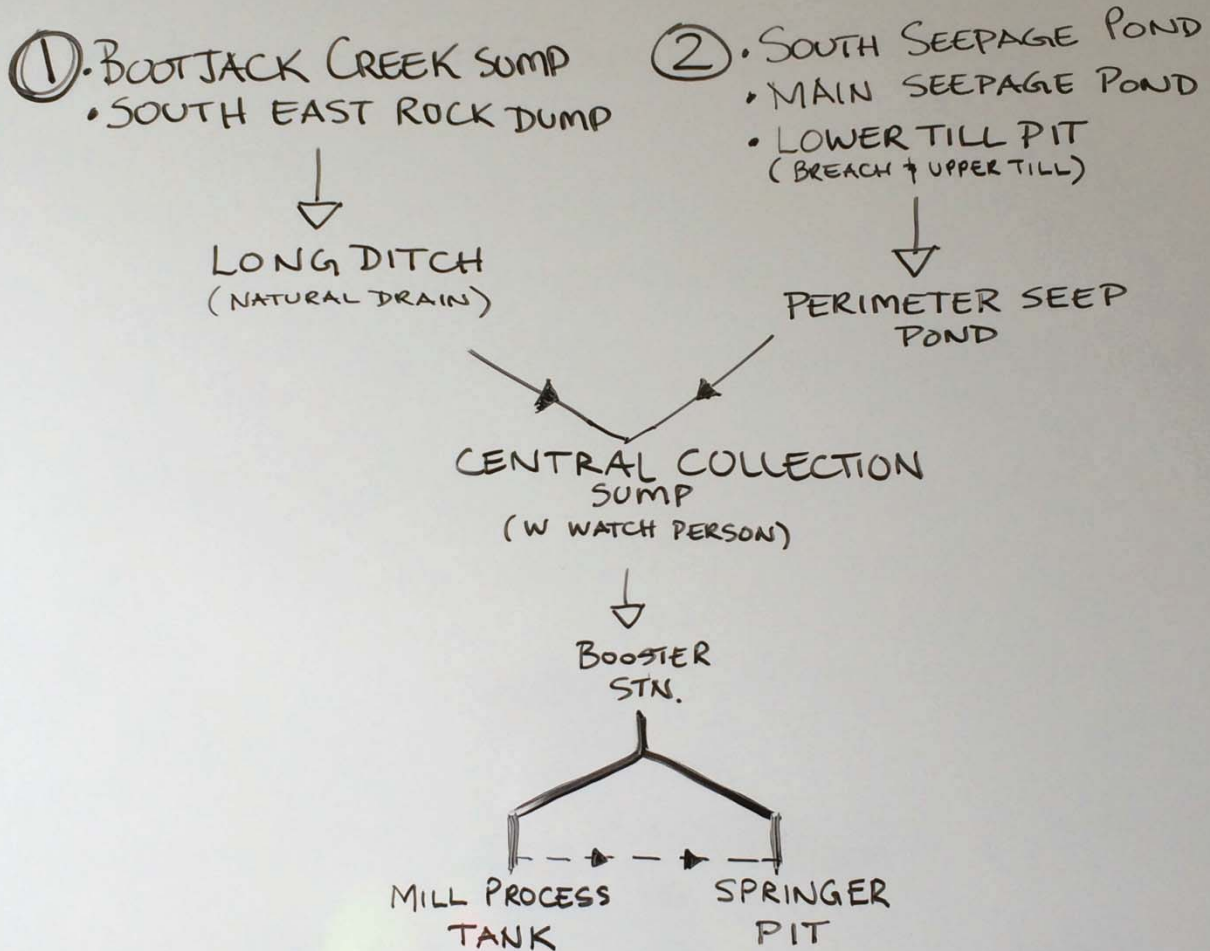 ① • BOOTJACK CREEK SUMP
• SOUTH EAST ROCK DUMP
LONG DITCH
(NATURAL DRAIN)
② • SOUTH SEEPAGE POND
• MAIN SEEPAGE POND
• LOWER TILL PIT
(BREACH & UPPER TILL)
PERIMETER SEEP
POND
CENTRAL COLLECTION
SUMP
(W WATCH PERSON)
BOOSTER
STN.
MILL PROCESS
TANK
SPRINGER
PIT